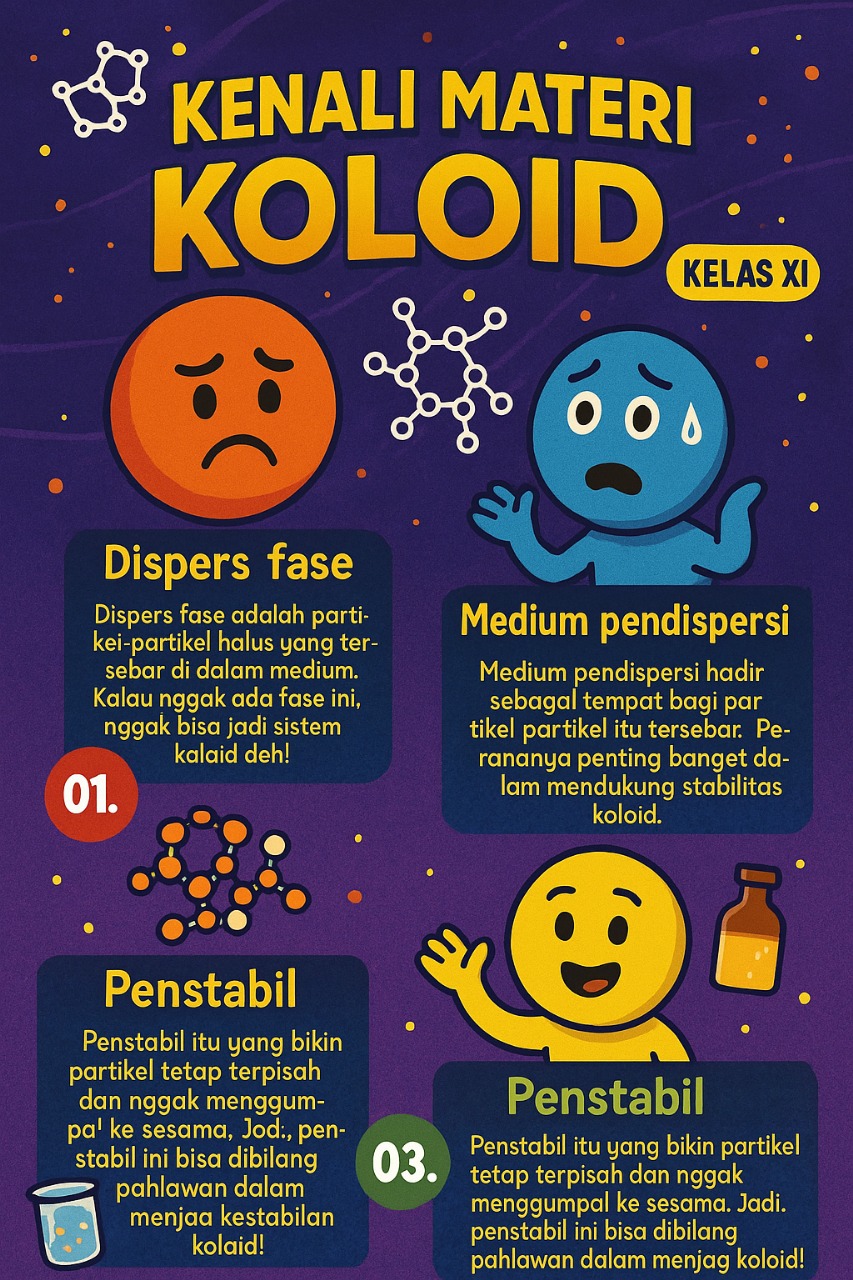 KENALI MATERI
KOLOID
KELAS XI
Dispers fase
Dispers fase adalah parti-
kei-partikel halus yang ter-
sebar di dalam medium.
Kalau nggak ada fase ini,
nggak bisa jadi sistem
kalaid deh!
01.
Medium pendispersi
Medium pendispersi hadir
sebagal tempat bagi par
tikel partikel itu tersebar. Pe-
rananya penting banget da-
lam mendukung stabilitas
koloid.
Penstabil
Penstabil itu yang bikin
partikel tetap terpisah
dan nggak menggum-
pa' ke sesama, Jod:, pen-
stabil ini bisa dibilang
pahlawan dalam
menjaa kestabilan
kolaid!
03.
Penstabil
Penstabil itu yang bikin partikel
tetap terpisah dan nggak
menggumpal ke sesama. Jadi.
penstabil ini bisa dibilang
pahlawan dalam menjag koloid!